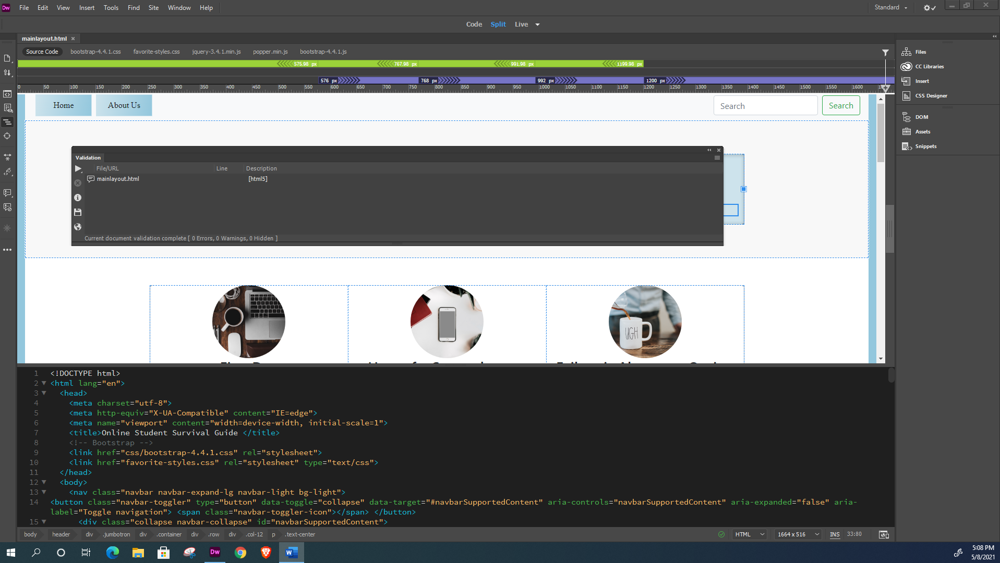 Dw File Edit View Insert Tools Find Site Window Help Standard
Code Split Live
mainlayout.html
Source Code bootstrap-4.4.1.css favorite-styles.css jquery-3.4.1.min.js popper.min.js bootstrap-4.4.1.js
575.98 px 767.98 px 991.98 px 1199.98 px
576 px 768 px 992 px 1200 px
0 50 100 150 200 250 300 350 400 450 500 550 600 650 700 750 800 850 900 950 1000 1050 1100 1150 1200 1250 1300 1350 1400 1450 1500 1550 1600
Home About Us Search Search
Validation
File/URL Line Description
mainlayout.html [html5]
Current document validation complete [ 0 Errors, 0 Warnings, 0 Hidden ]
UGH
1 <!DOCTYPE html>
2 <html lang="en">
3 <head>
4 <meta charset="utf-8">
5 <meta http-equiv="X-UA-Compatible" content="IE=edge">
6 <meta name="viewport" content="width=device-width, initial-scale=1">
7 <title>Online Student Survival Guide </title>
8 <!-- Bootstrap -->
9 <link href="css/bootstrap-4.4.1.css" rel="stylesheet">
10 <link href="favorite-styles.css" rel="stylesheet" type="text/css">
11 </head>
12 <body>
13 <nav class="navbar navbar-expand-lg navbar-light bg-light">
14 <button class="navbar-toggler" type="button" data-toggle="collapse" data-target="#navbarSupportedContent" aria-controls="navbarSupportedContent" aria-expanded="false" aria-
label="Toggle navigation"> <span class="navbar-toggler-icon"></span> </button>
15 <div class="collapse navbar-collapse" id="navbarSupportedContent">
body header div .jumbotron div .container div .row div .col-12 p .text-center HTML 1664 x 516 INS 33:80
Files
CC Libraries
Insert
CSS Designer
DOM
Assets
Snippets
Dw
W
5:08 PM
5/8/2021